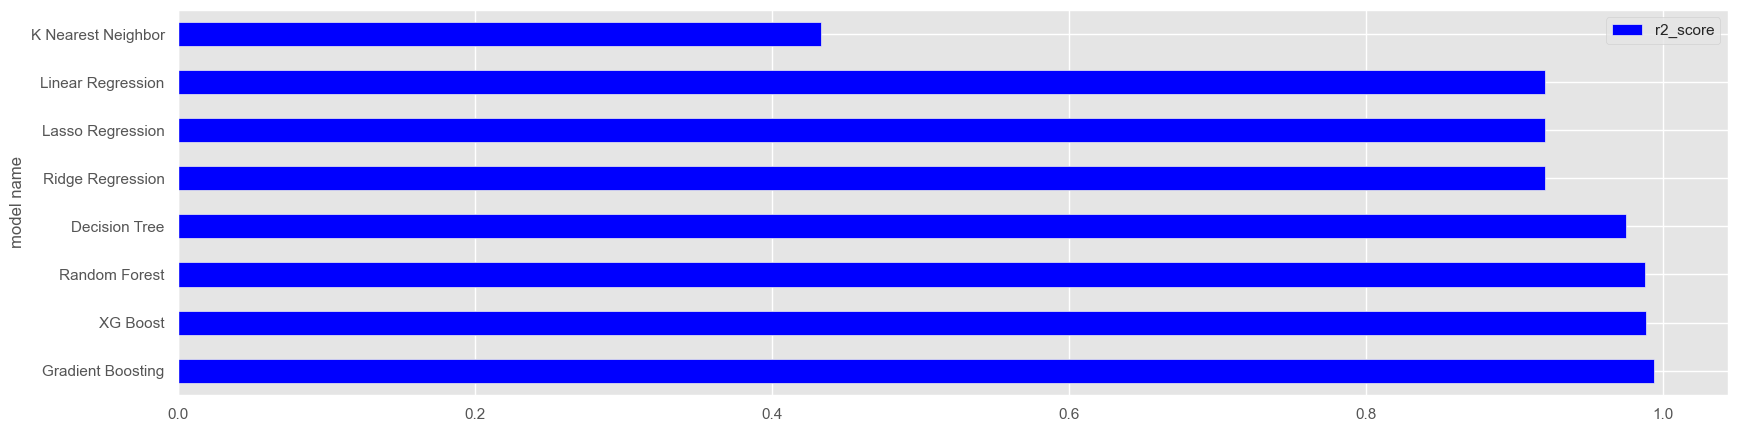 K Nearest Neighbor
r2_score
Linear Regression
Lasso Regression
Ridge Regression
Decision Tree
Random Forest
XG Boost
Gradient Boosting
model name
0.0 0.2 0.4 0.6 0.8 1.0